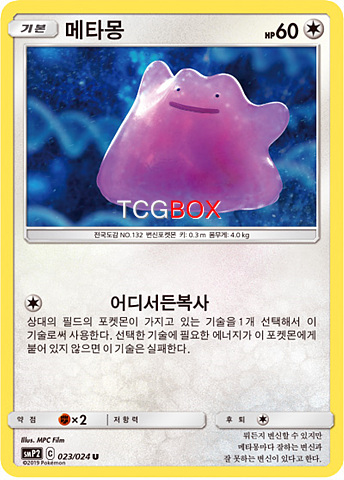 기본 메타몽 HP60
TCGBOX
전국도감 NO.132 변신포켓몬 키: 0.3 m 몸무게: 4.0 kg
어디서든복사
상대의 필드의 포켓몬이 가지고 있는 기술을 1개 선택해서 이
기술로써 사용한다. 선택한 기술에 필요한 에너지가 이 포켓몬에게
붙어 있지 않으면 이 기술은 실패한다.
약점 ×2 저항력 후퇴
Illus. MPC Film
smP2 C 023/024 U
©2019 Pokémon
뭐든지 변신할 수 있지만
메타몽마다 잘하는 변신과
잘 못하는 변신이 있다고 한다.